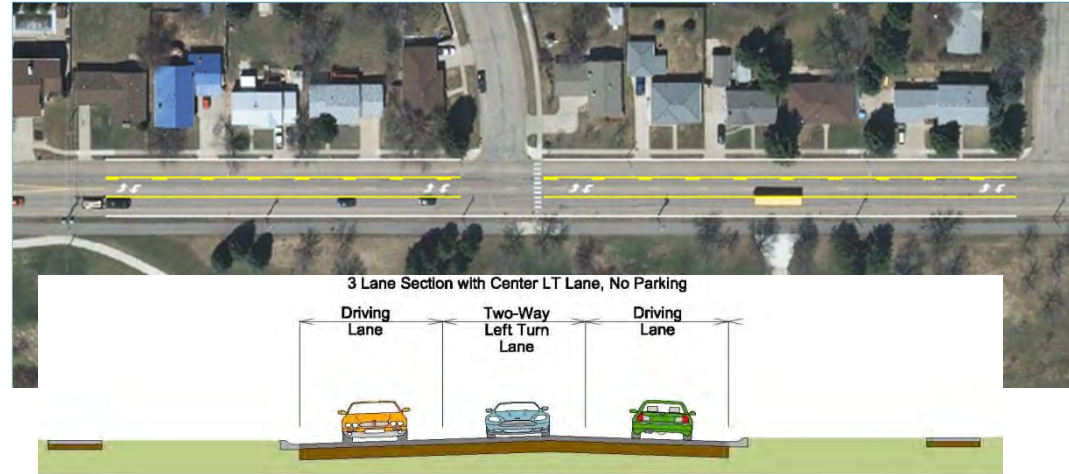 3 Lane Section with Center LT Lane, No Parking
Driving
Lane
Two-Way
Left Turn
Lane
Driving
Lane